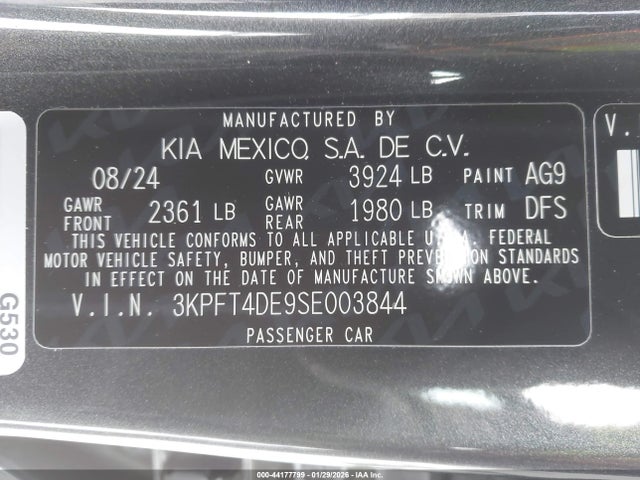 MANUFACTURED BY
KIA MEXICO, S.A. DE C.V.
08/24 GVWR 3924 LB PAINT AG9
GAWR FRONT 2361 LB GAWR REAR 1980 LB TRIM DFS
THIS VEHICLE CONFORMS TO ALL APPLICABLE U.S.A. FEDERAL
MOTOR VEHICLE SAFETY, BUMPER, AND THEFT PREVENTION STANDARDS
IN EFFECT ON THE DATE OF MANUFACTURE SHOWN ABOVE.
V.I.N. 3KPFT4DE9SE003844
PASSENGER CAR
G530
V.
000-44177799 - 01/29/2026 - ©IAA Inc.